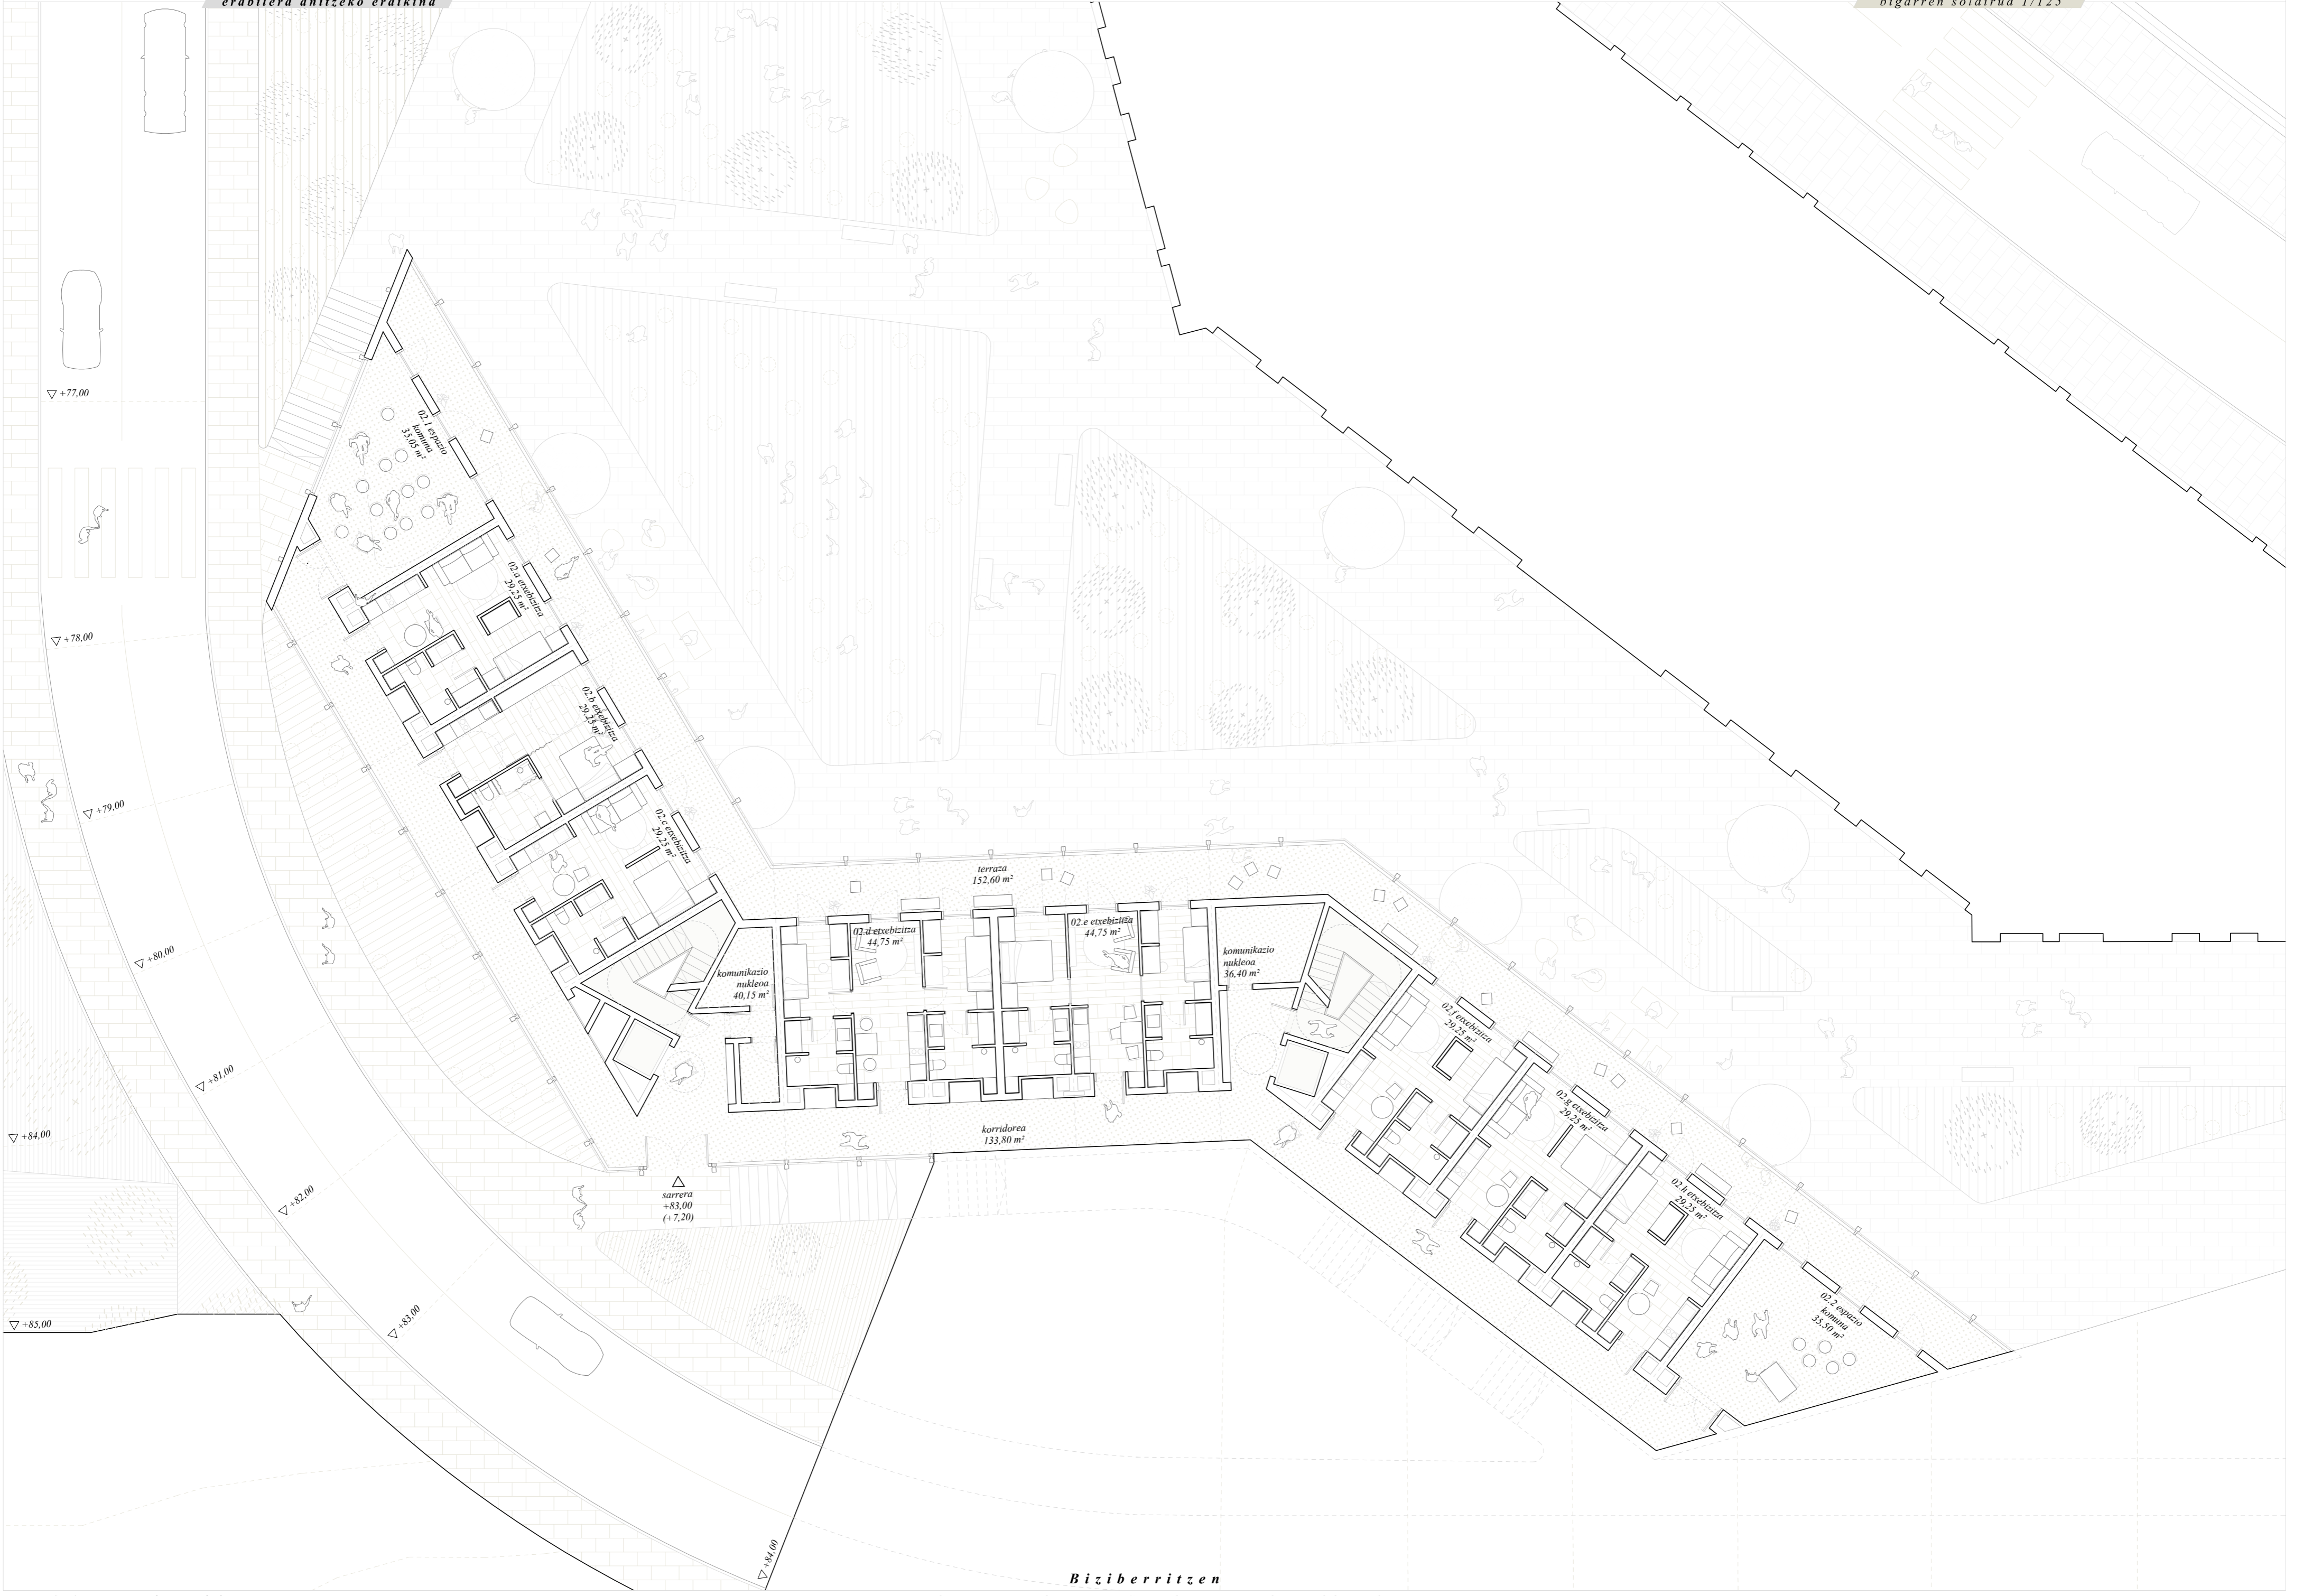 erabilera anitzeko eraikina
bigarren solairua 1/125
+77,00
02.1 espazio
komuna
35,05 m²
02.a etxebizitza
29,25 m²
+78,00
02.b etxebizitza
29,25 m²
+79,00
02.c etxebizitza
29,25 m²
terraza
152,60 m²
02.d etxebizitza
44,75 m²
02.e etxebizitza
44,75 m²
+80,00
komunikazio
nukleoa
40,15 m²
komunikazio
nukleoa
36,40 m²
02.f etxebizitza
29,25 m²
+81,00
02.g etxebizitza
29,25 m²
+84,00
korridorea
133,80 m²
+82,00
sarrera
+83,00
(+7,20)
02.h etxebizitza
29,25 m²
+85,00
+83,00
02.2 espazio
komuna
35,50 m²
+84,00
Biziberritzen